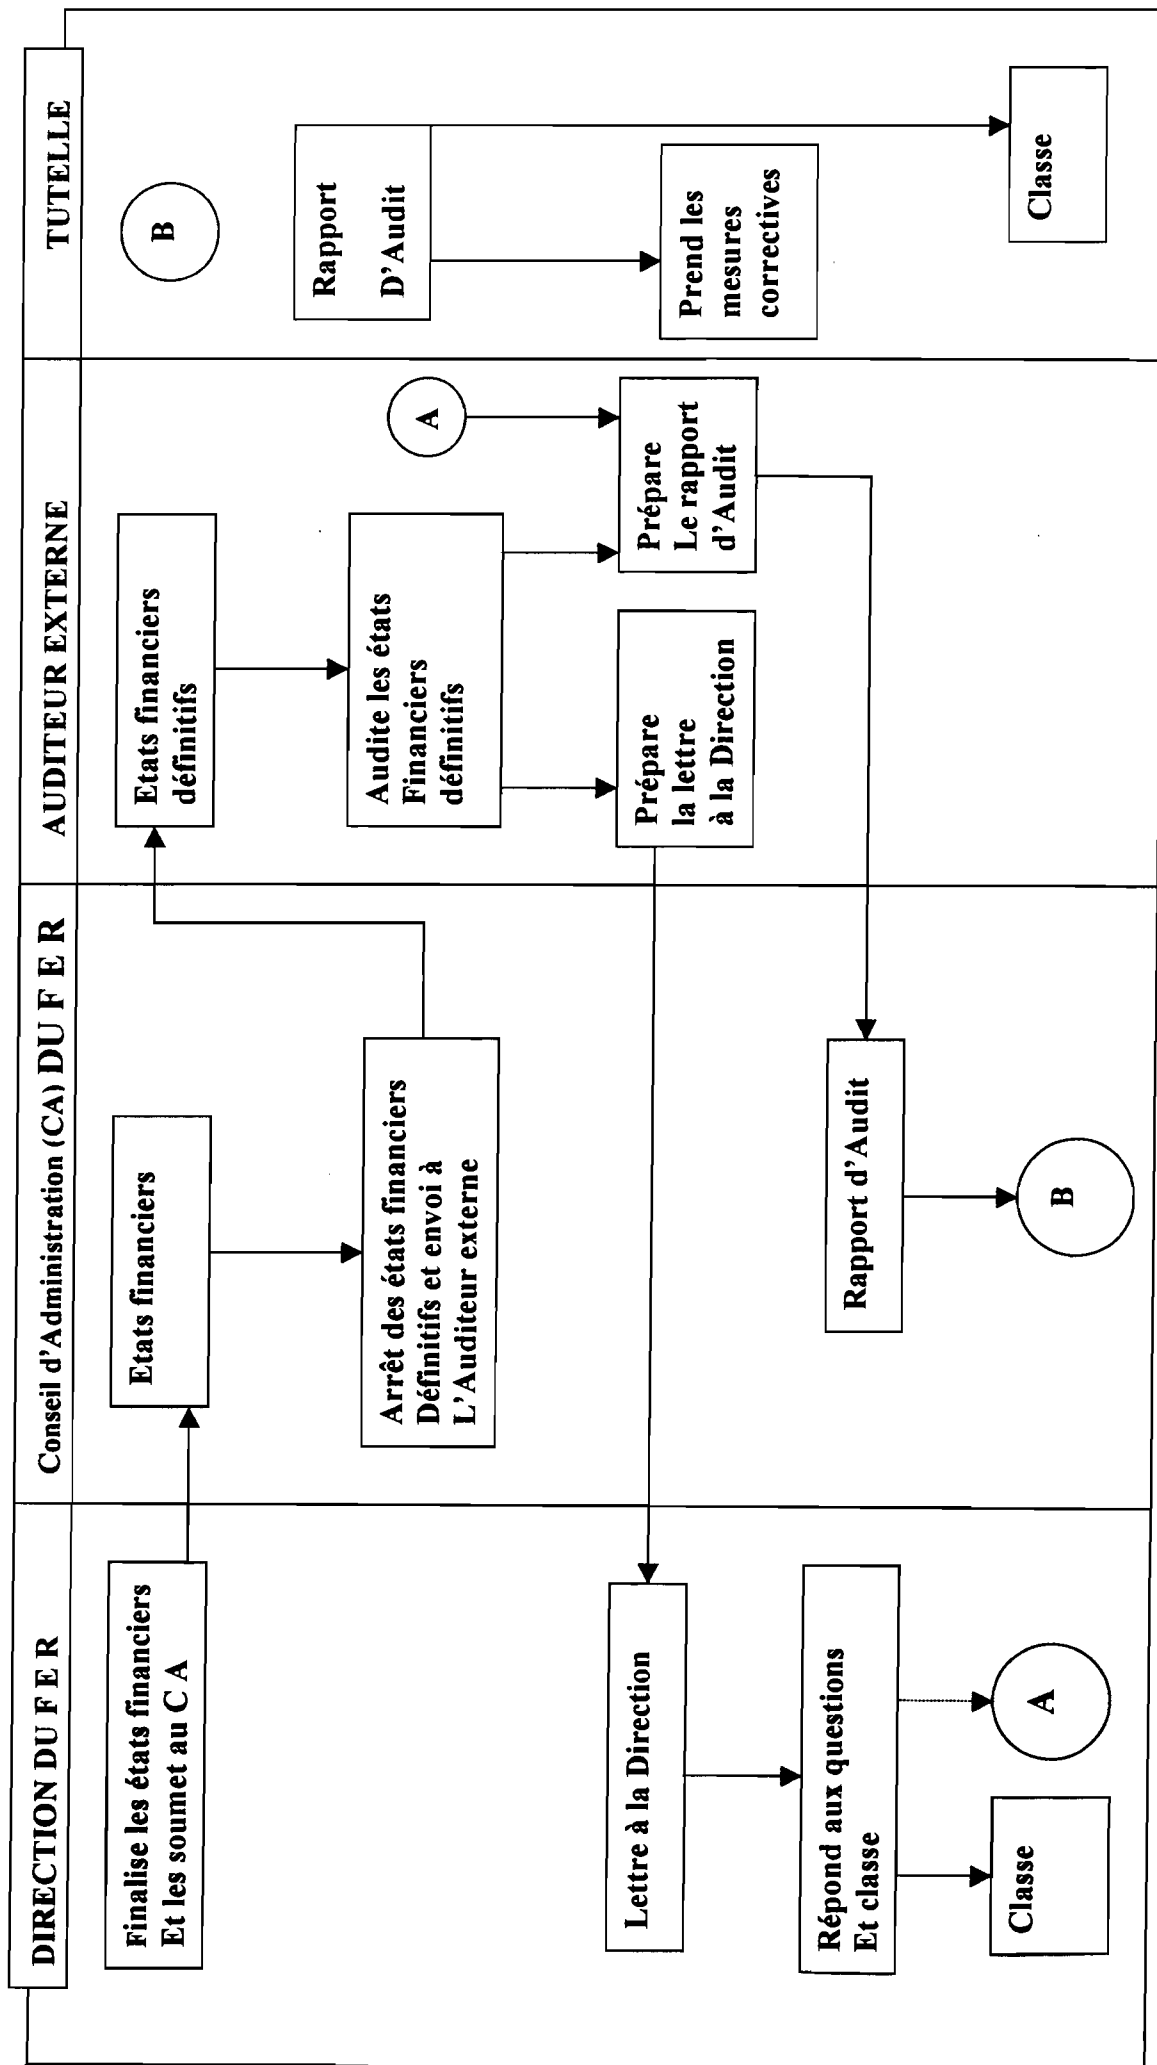 DIRECTION DU F E R
Conseil d'Administration (CA) DU F E R
AUDITEUR EXTERNE
TUTELLE
Finalise les états financiers
Et les soumet au C A
Lettre à la Direction
Répond aux questions
Et classe
Classe
A
Etats financiers
Arrêt des états financiers
Définitifs et envoi à
L'Auditeur externe
Rapport d'Audit
B
Etats financiers
définitifs
Audite les états
Financiers
définitifs
A
Prépare
la lettre
à la Direction
Prépare
Le rapport
d'Audit
B
Rapport
D'Audit
Prend les
mesures
correctives
Classe